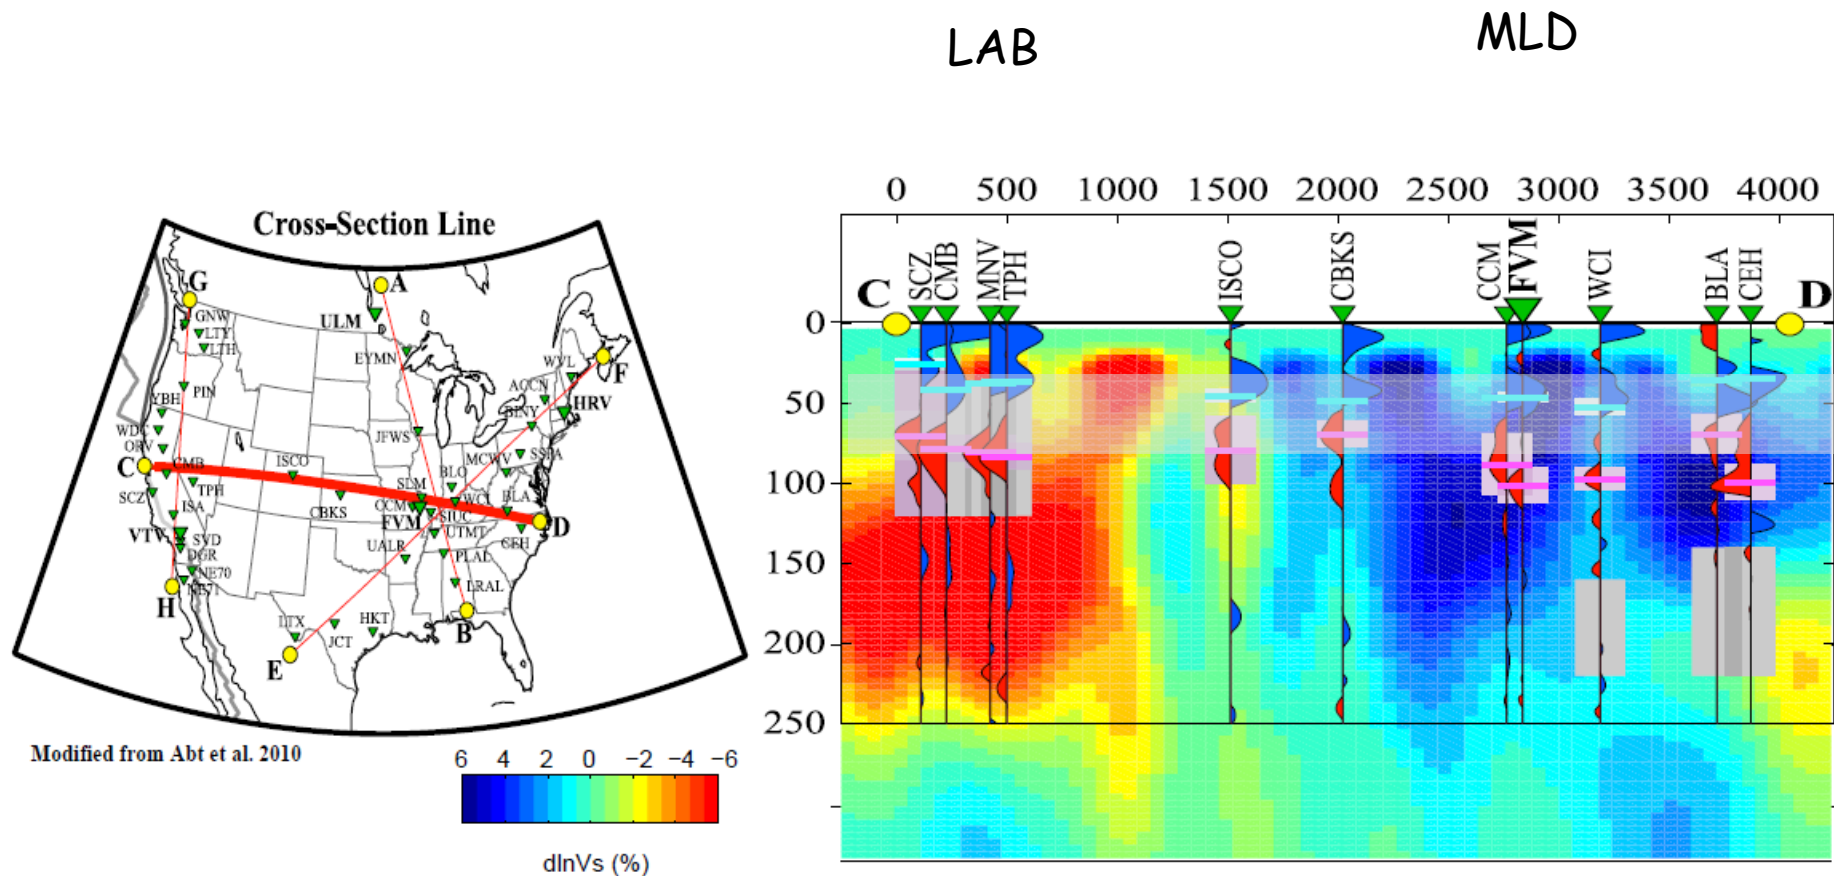 LAB
MLD
Cross-Section Line
G
A
GNW
LTY
LTH
ULM
EYMN
WVL
F
PIN
ACCN
HRV
YBH
BINY
WDC
ORV
JFWS
MCWV
SSPA
C
CMB
ISCO
BLO
SLM
SCZ
TPH
CBKS
CCM
WCI
BLA
ISA
FVM
SIUC
D
VTV
SVD
UTMT
CEH
DGR
UALR
PLAL
NE70
NE71
LRAL
H
LTX
HKT
B
JCT
E
Modified from Abt et al. 2010
6 4 2 0 −2 −4 −6
dlnVs (%)
0 500 1000 1500 2000 2500 3000 3500 4000
SCZ CMB MNV TPH ISCO CBKS CCM FVM WCI BLA CEH
C D
0
50
100
150
200
250